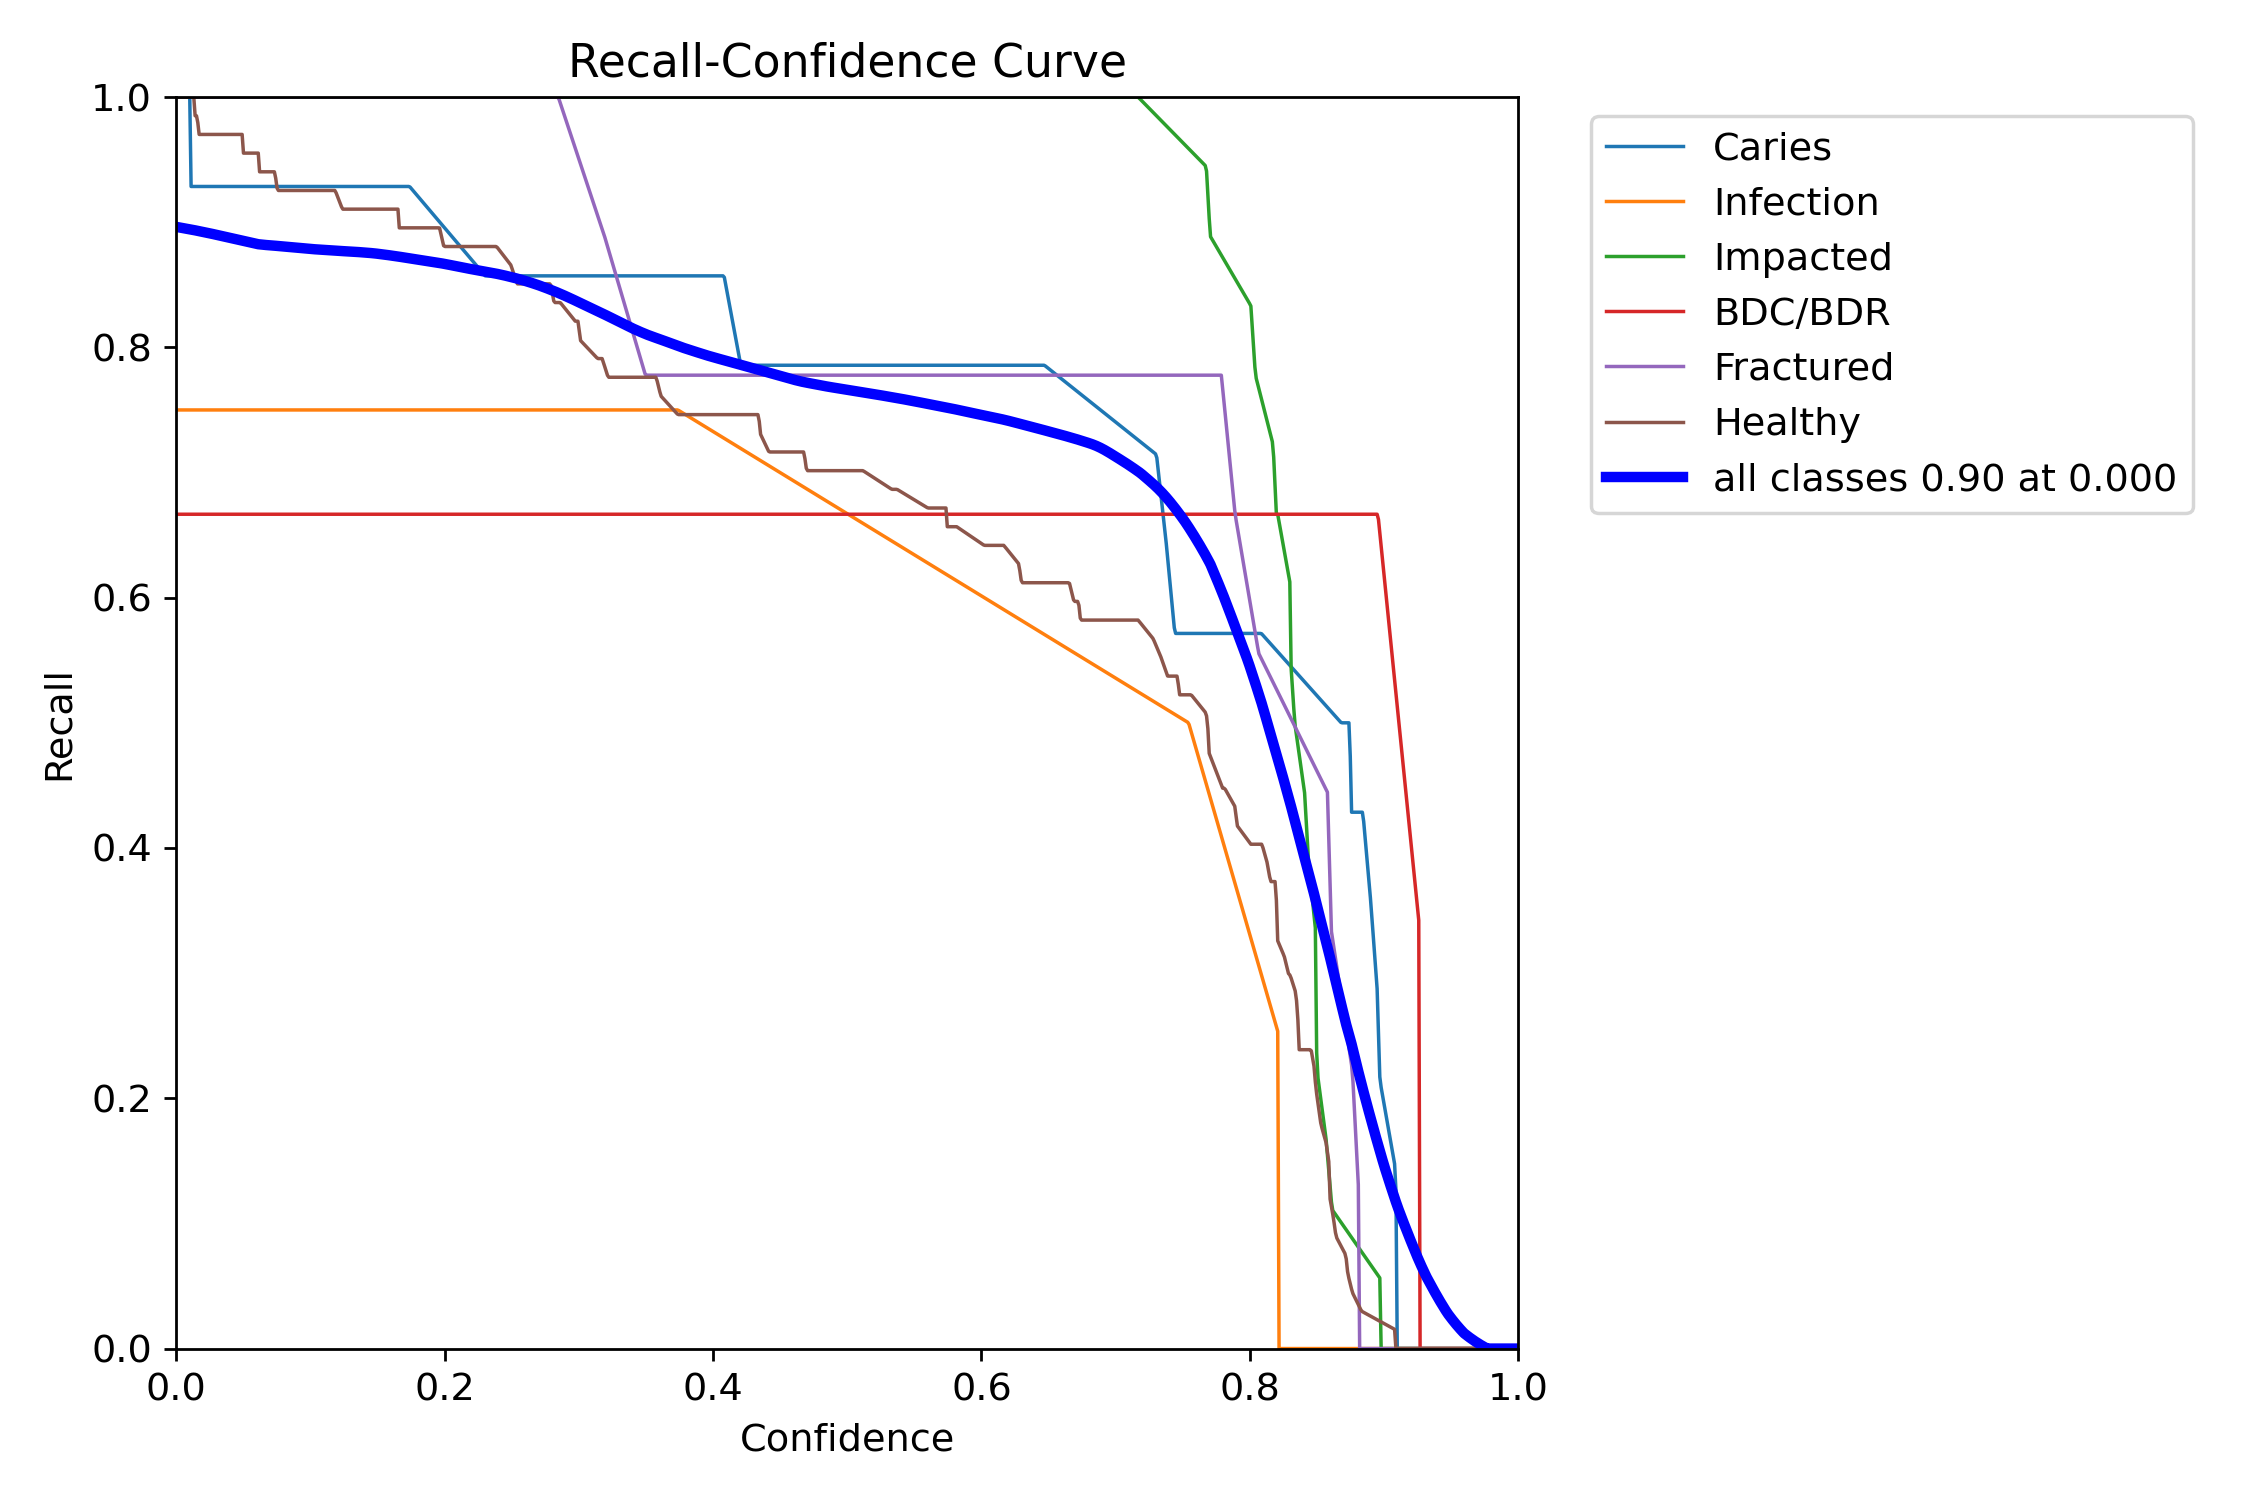 Recall-Confidence Curve
1.0
0.8
0.6
0.4
0.2
0.0
Recall
0.0 0.2 0.4 0.6 0.8 1.0
Confidence
Caries
Infection
Impacted
BDC/BDR
Fractured
Healthy
all classes 0.90 at 0.000